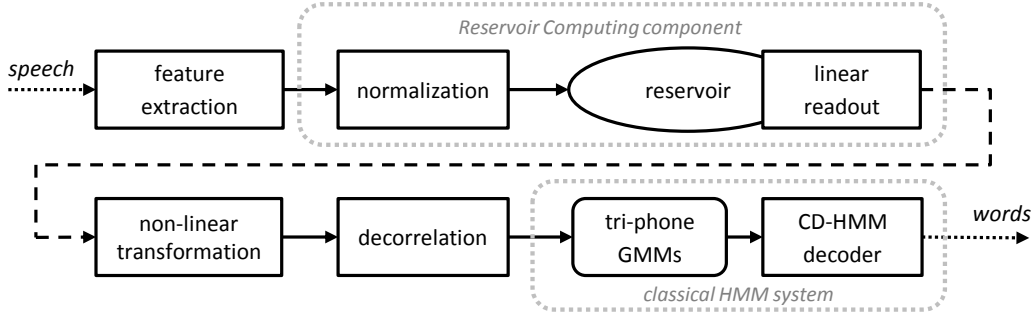 Reservoir Computing component
speech
feature
extraction
normalization
reservoir
linear
readout
non-linear
transformation
decorrelation
tri-phone
GMMs
CD-HMM
decoder
words
classical HMM system